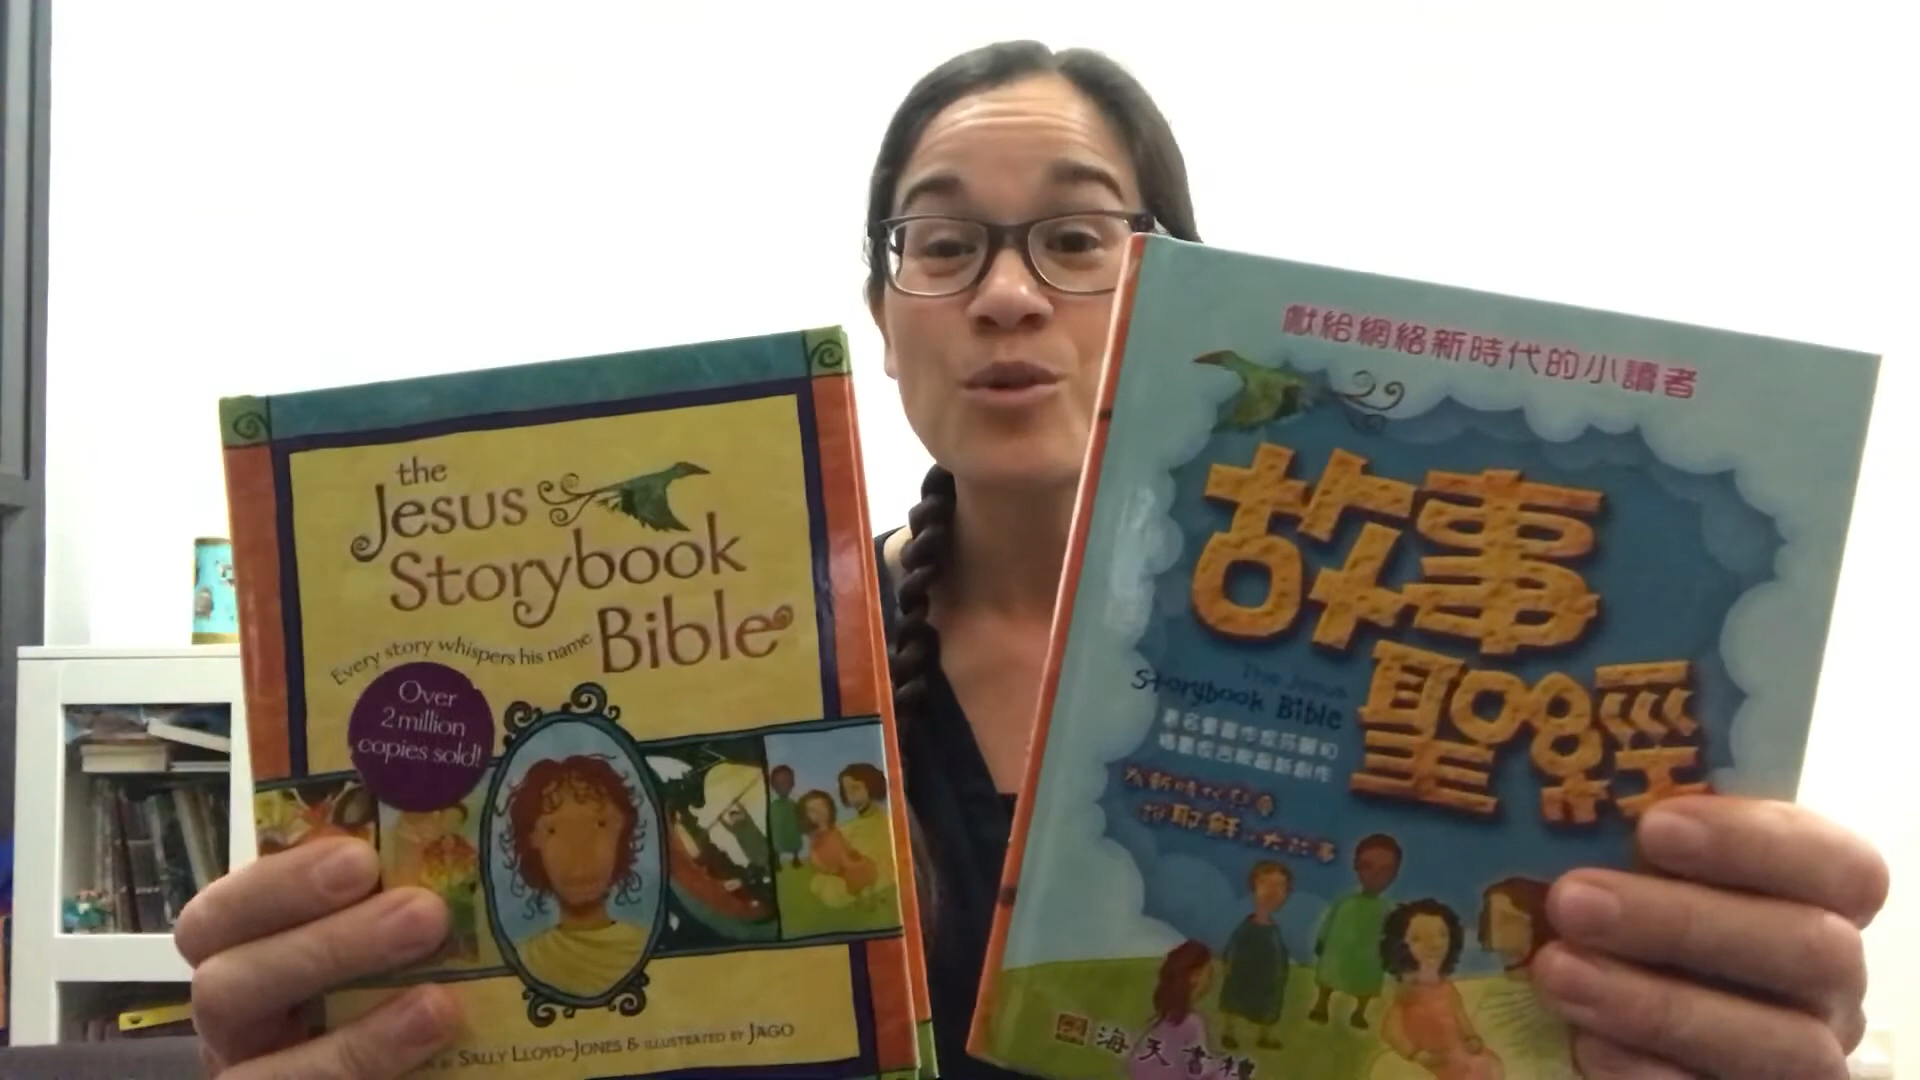 the
Jesus
Storybook
Every story whispers his name
Bible
Over
2 million
copies sold!
SALLY LLOYD-JONES & ILLUSTRATED BY JAGO
獻給網絡新時代的小讀者
故事
聖經
The Jesus
Storybook Bible
海天書樓